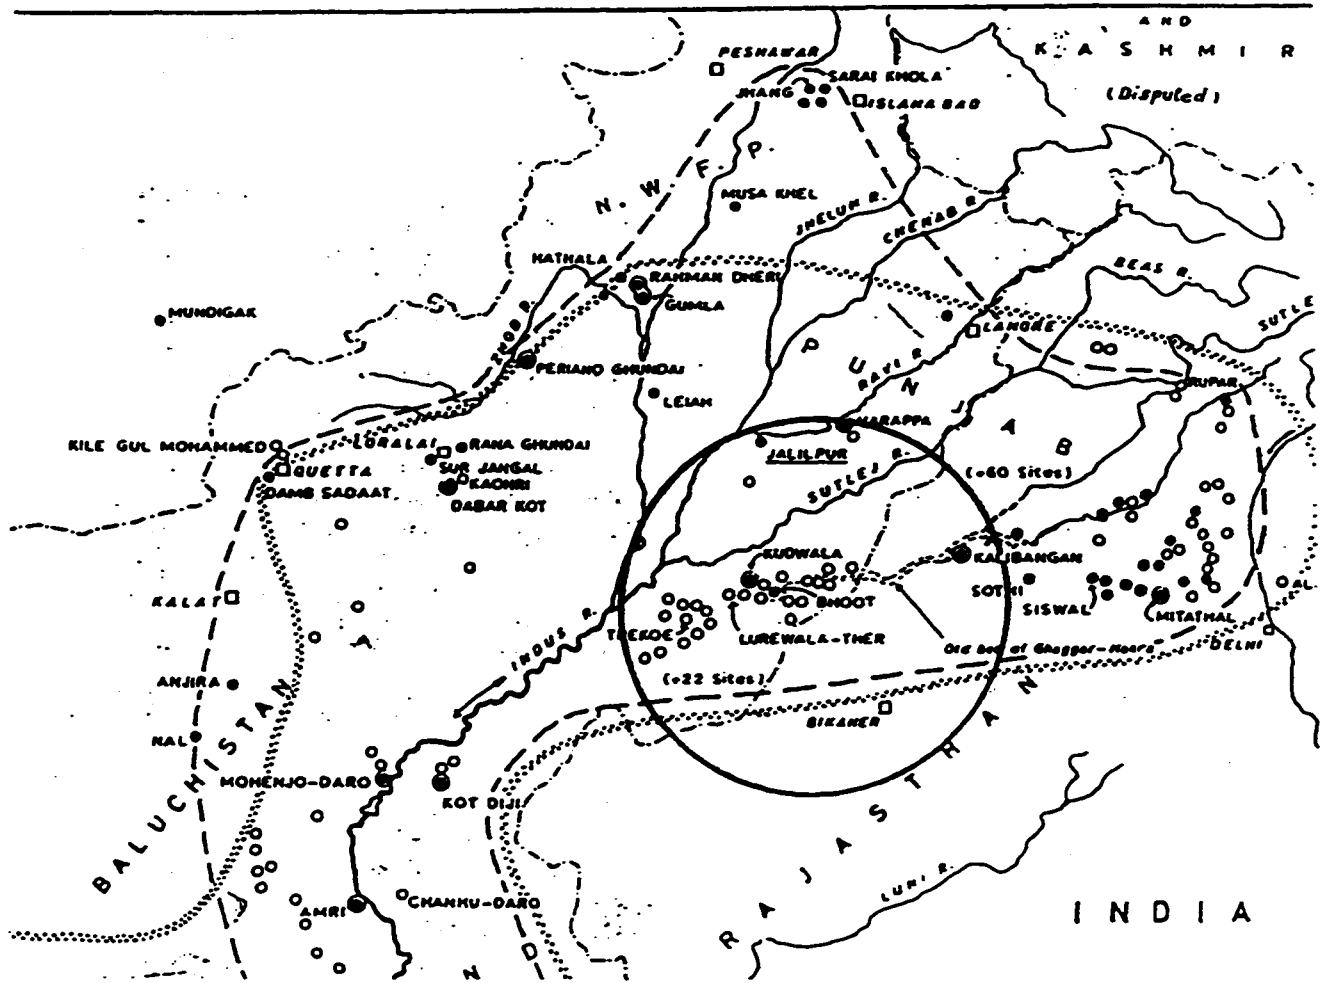 AND
KASHMIR
(Disputed)
PESHAWAR
SARAI KHOLA
JHANG
ISLAMABAD
N.W.F.P.
MUSA KHEL
JHELUM R.
CHENAB R.
HATHALA
RAHMAN DHERI
GUMLA
BEAS R.
MUNDIGAK
ZHOB R.
LAHORE
SUTLE
PERIANO GHUNDAI
PUNJAB
RAVI R.
LEIAH
RUPAR
HARAPPA
KILE GUL MOHAMMED
LORALAI
RANA GHUNDAI
JALILPUR
QUETTA
SUR JANGAL
SUTLEJ R.
(+60 Sites)
DAMB SADAAT
KAONRI
DABAR KOT
KUDWALA
KALIBANGAN
KALAT
SOTHI
AL
BHOOT
SISWAL
MITATHAL
A
INDUS R.
TREKOE
LUREWALA-THER
Old bed of Ghaggar-Hakra
DELHI
ANJIRA
(+22 Sites)
BIKANER
NAL
BALUCHISTAN
MOHENJO-DARO
KOT DIJI
RAJASTHAN
LUNI R.
AMRI
CHANHU-DARO
INDIA
N D